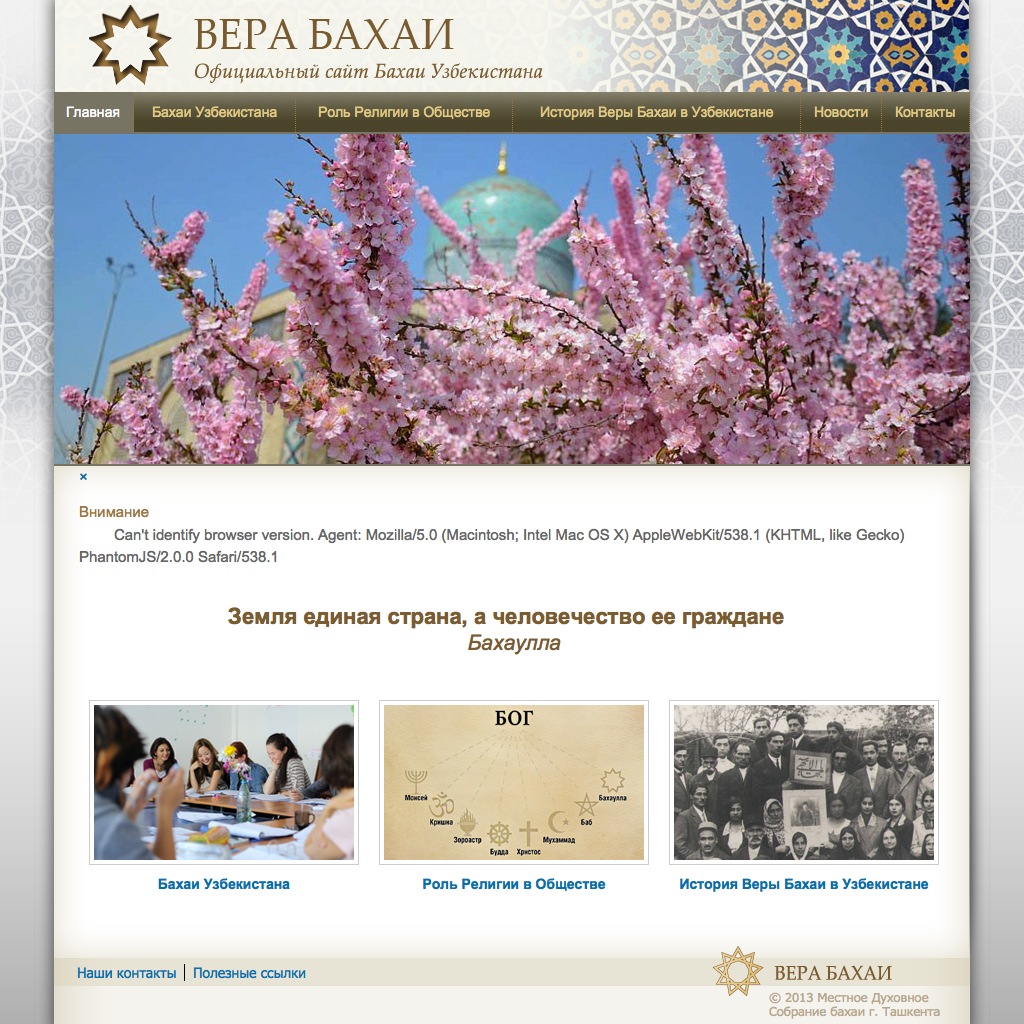 ВЕРА БАХАИ
Официальный сайт Бахаи Узбекистана
Главная
Бахаи Узбекистана
Роль Религии в Обществе
История Веры Бахаи в Узбекистане
Новости
Контакты
×
Внимание
Can't identify browser version. Agent: Mozilla/5.0 (Macintosh; Intel Mac OS X) AppleWebKit/538.1 (KHTML, like Gecko)
PhantomJS/2.0.0 Safari/538.1
Земля единая страна, а человечество ее граждане
Бахаулла
БОГ
Моисей
Кришна
Зороастр
Будда
Христос
Мухаммад
Баб
Бахаулла
Бахаи Узбекистана
Роль Религии в Обществе
История Веры Бахаи в Узбекистане
Наши контакты
Полезные ссылки
ВЕРА БАХАИ
© 2013 Местное Духовное
Собрание бахаи г. Ташкента